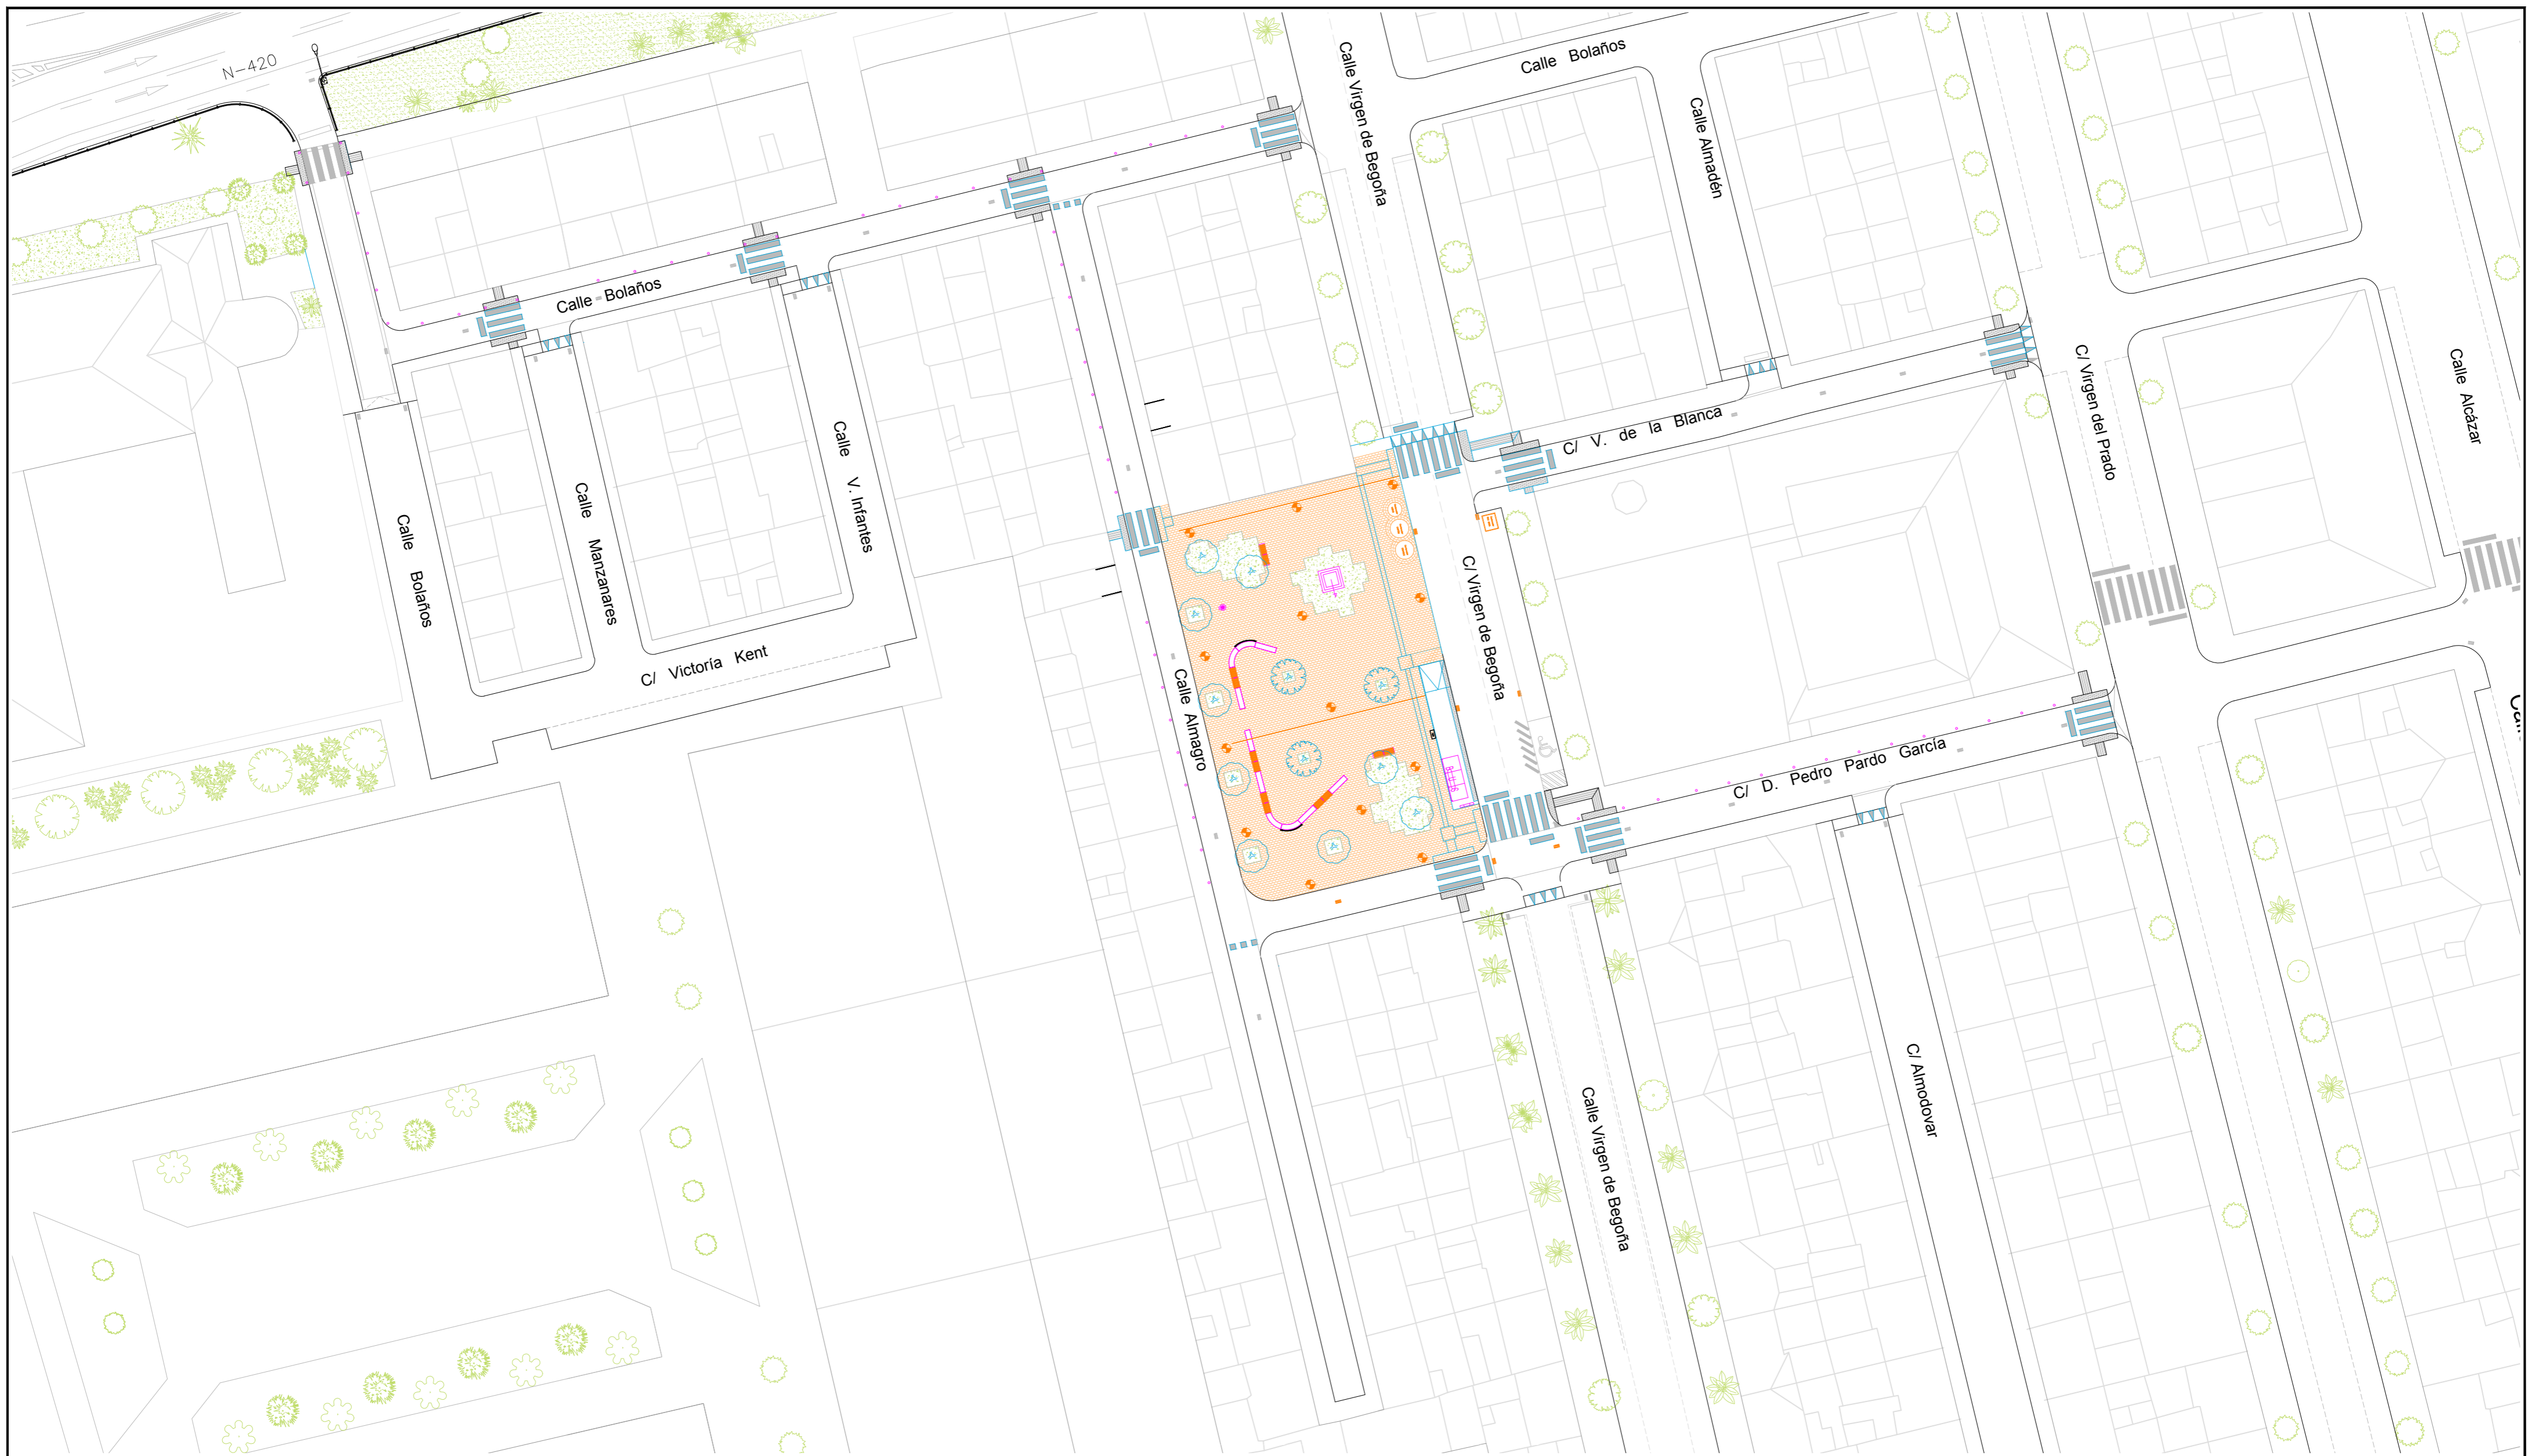 N-420
Calle Bolaños
Calle Virgen de Begoña
Calle Almadén
Calle Bolaños
C/ Virgen del Prado
Calle Alcázar
C/ V. de la Blanca
Calle V. Infantes
Calle Manzanares
Calle Bolaños
C/ Virgen de Begoña
C/ Victoría Kent
Calle Almagro
C/ D. Pedro Pardo García
C/ Almodovar
Calle Virgen de Begoña